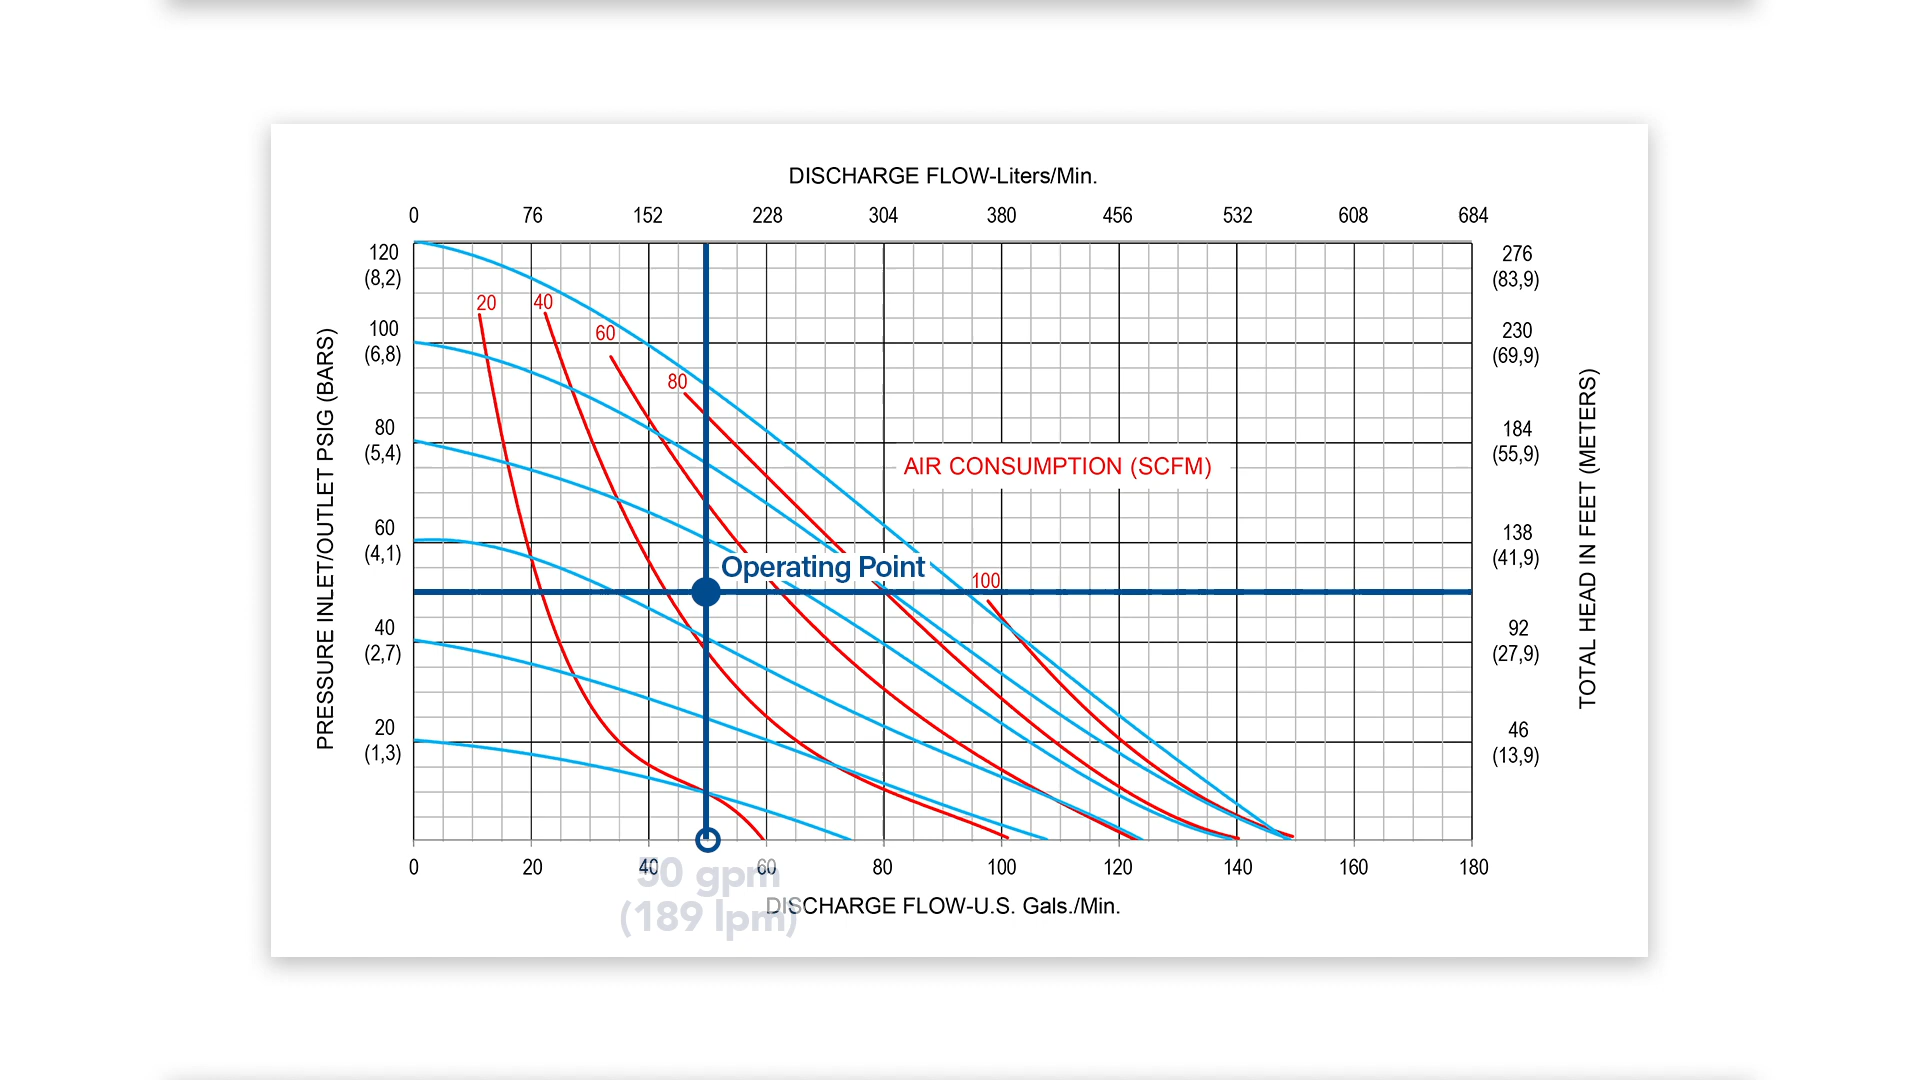 DISCHARGE FLOW-Liters/Min.
0 76 152 228 304 380 456 532 608 684
120
(8,2)
100
(6,8)
80
(5,4)
60
(4,1)
40
(2,7)
20
(1,3)
PRESSURE INLET/OUTLET PSIG (BARS)
20 40 60 80 100
AIR CONSUMPTION (SCFM)
Operating Point
276
(83,9)
230
(69,9)
184
(55,9)
138
(41,9)
92
(27,9)
46
(13,9)
TOTAL HEAD IN FEET (METERS)
0 20 40 60 80 100 120 140 160 180
50 gpm
(189 lpm)
DISCHARGE FLOW-U.S. Gals./Min.